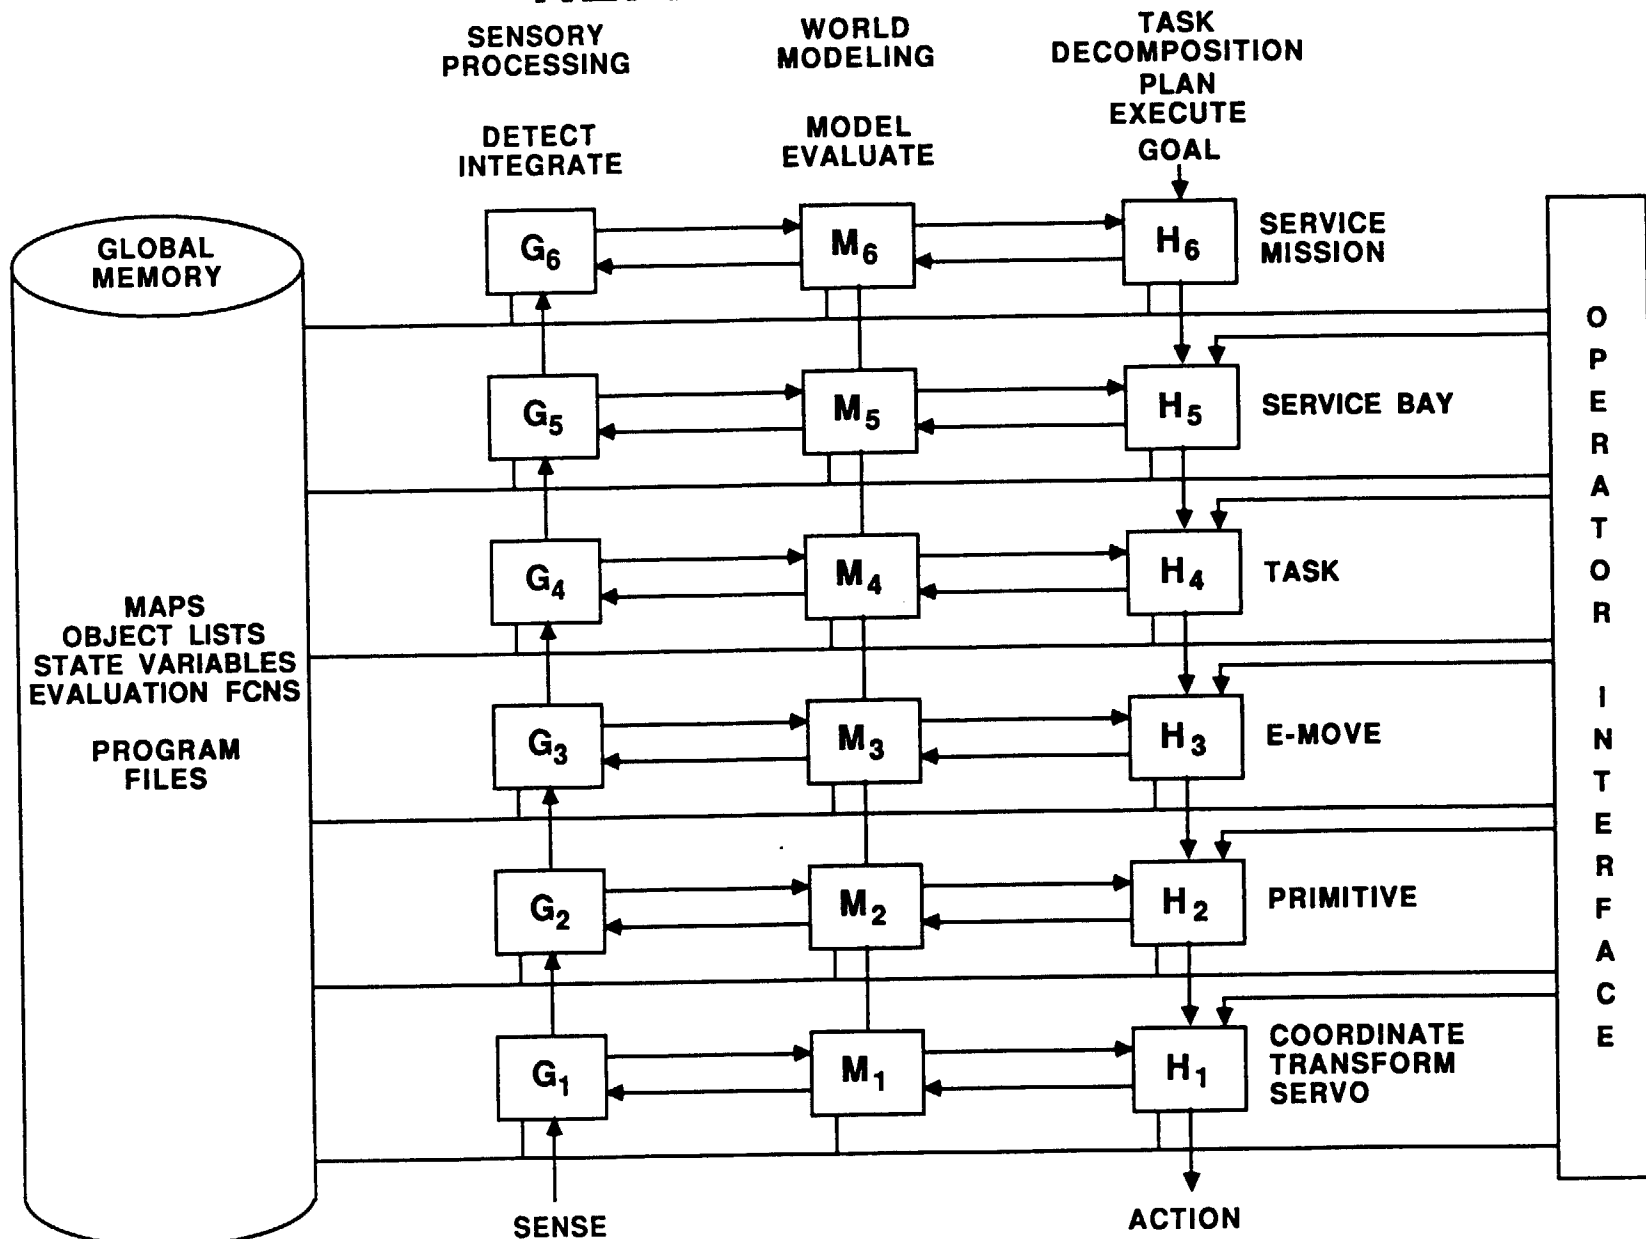 SENSORY
PROCESSING
WORLD
MODELING
TASK
DECOMPOSITION
PLAN
EXECUTE
GOAL
DETECT
INTEGRATE
MODEL
EVALUATE
GLOBAL
MEMORY
MAPS
OBJECT LISTS
STATE VARIABLES
EVALUATION FCNS
PROGRAM
FILES
G6
M6
H6
SERVICE
MISSION
G5
M5
H5
SERVICE BAY
G4
M4
H4
TASK
G3
M3
H3
E-MOVE
G2
M2
H2
PRIMITIVE
G1
M1
H1
COORDINATE
TRANSFORM
SERVO
SENSE
ACTION
OPERATOR INTERFACE